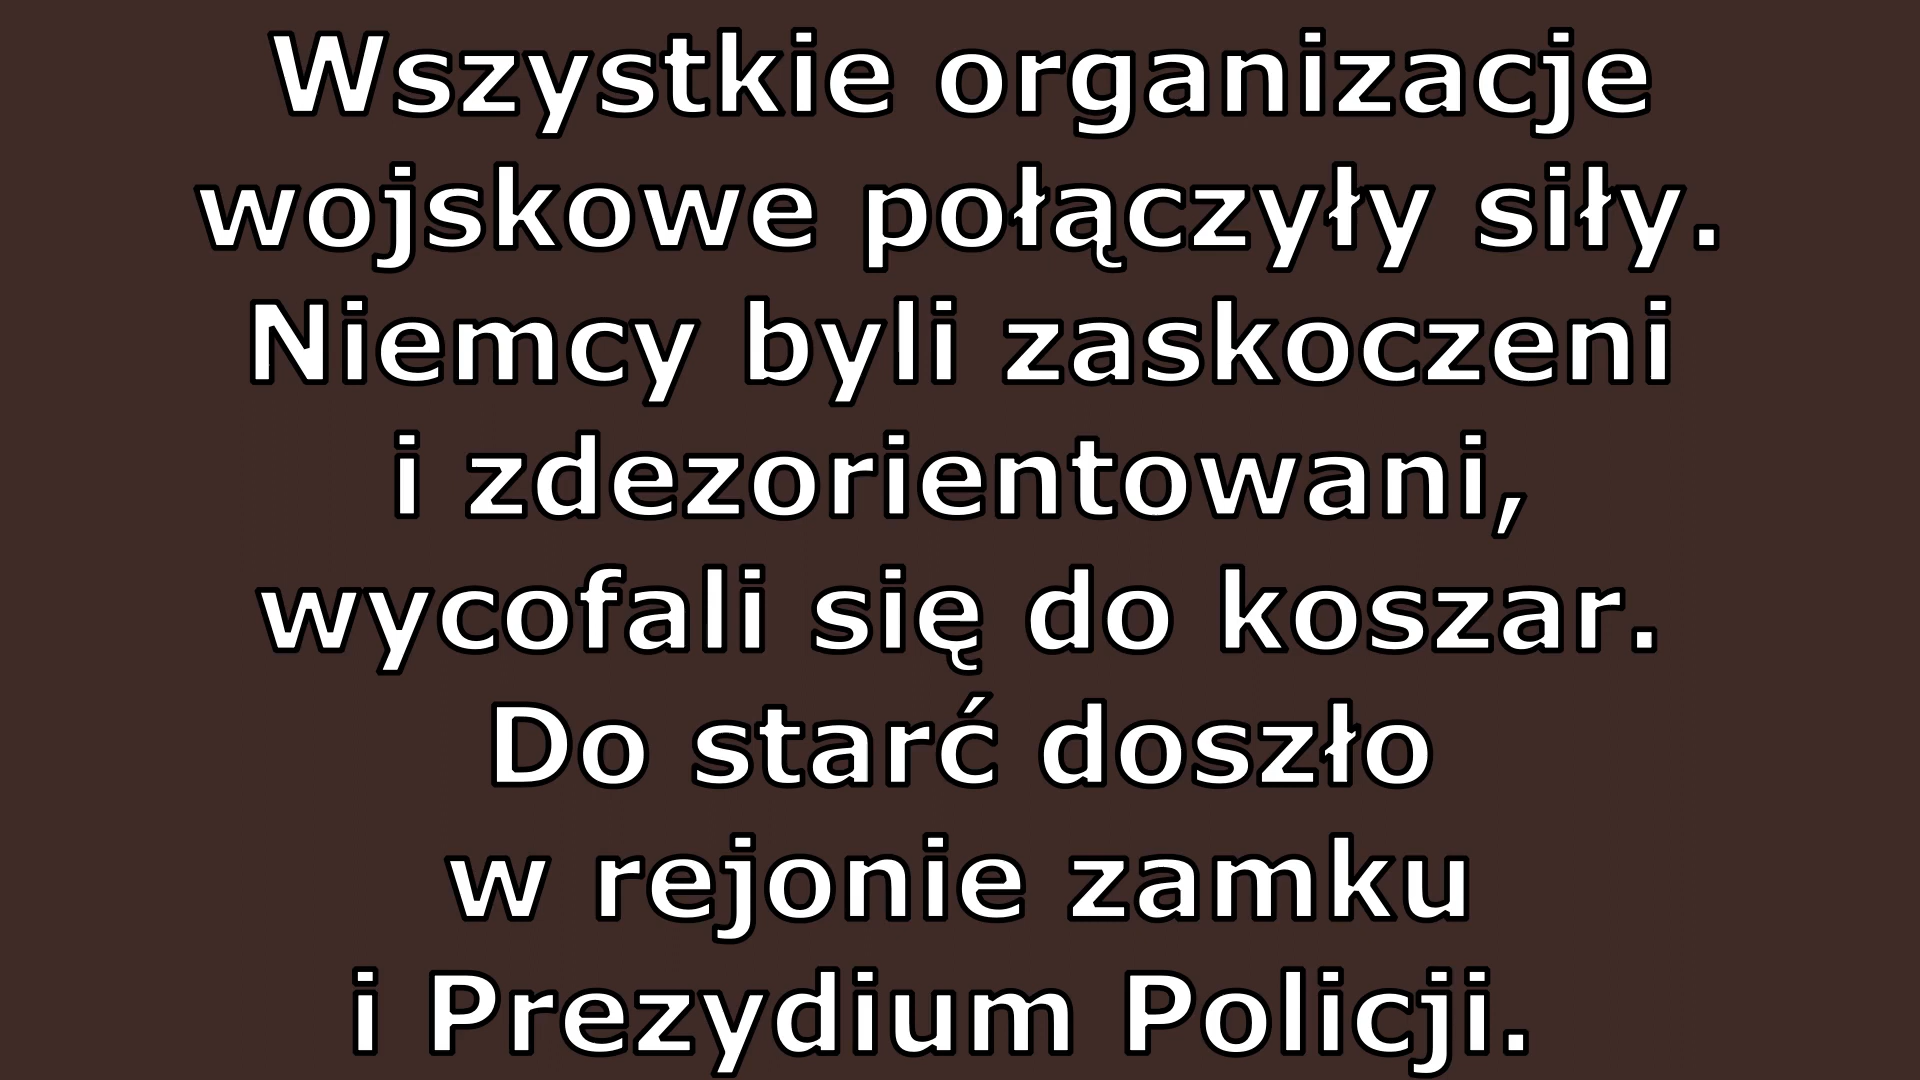 Wszystkie organizacje
wojskowe połączyły siły.
Niemcy byli zaskoczeni
i zdezorientowani,
wycofali się do koszar.
Do starć doszło
w rejonie zamku
i Prezydium Policji.